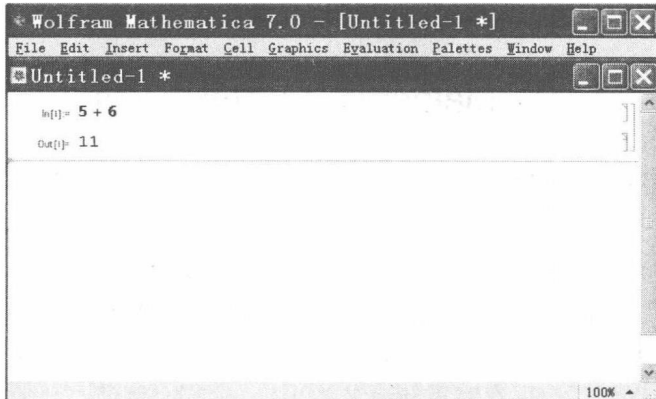 Wolfram Mathematica 7.0 - [Untitled-1 *]
File Edit Insert Format Cell Graphics Evaluation Palettes Window Help
Untitled-1 *
In[1]:= 5 + 6
Out[1]= 11
100%